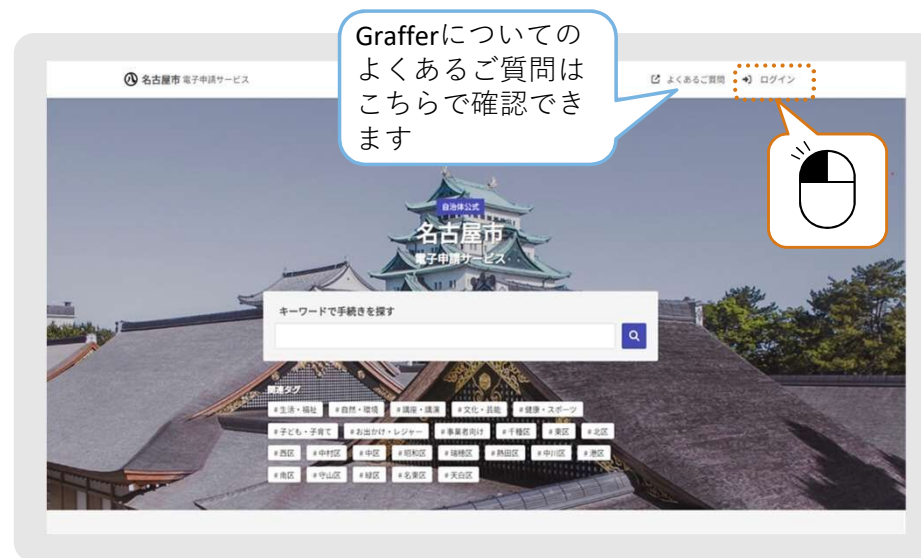 Grafferについての
よくあるご質問は
こちらで確認でき
ます
名古屋市 電子申請サービス
よくあるご質問 ログイン
自治体公式
名古屋市
電子申請サービス
キーワードで手続きを探す
関連タグ
#生活・福祉 #自然・環境 #講座・講演 #文化・芸能 #健康・スポーツ
#子ども・子育て #お出かけ・レジャー #事業者向け #千種区 #東区 #北区
#西区 #中村区 #中区 #昭和区 #瑞穂区 #熱田区 #中川区 #港区
#南区 #守山区 #緑区 #名東区 #天白区